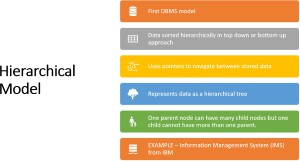 Hierarchical
Model
First DBMS model
Data sorted hierarchically in top down or bottom up
approach
Uses pointers to navigate between stored data
Represents data as a hierarchical tree
One parent node can have many child nodes but one
child cannot have more than one parent.
EXAMPLE – Information Management System (IMS)
from IBM